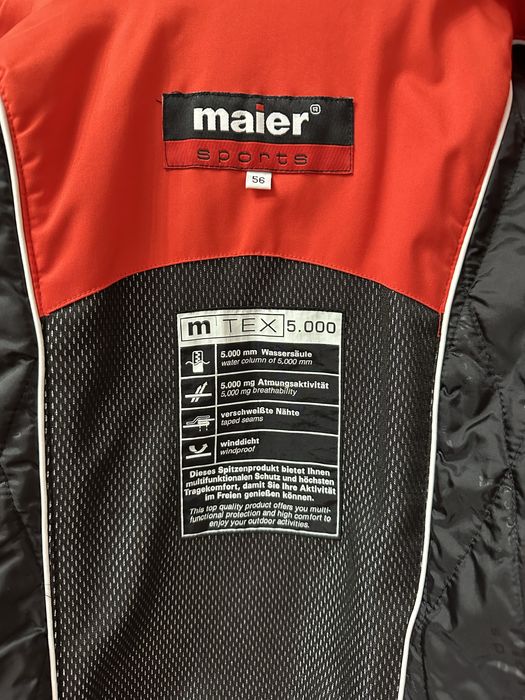 maier®
sports
56
m TEX 5.000
5.000 mm Wassersäule
water column of 5,000 mm
5.000 mg Atmungsaktivität
5,000 mg breathability
verschweißte Nähte
taped seams
winddicht
windproof
Dieses Spitzenprodukt bietet Ihnen
multifunktionalen Schutz und höchsten
Tragekomfort, damit Sie Ihre Aktivität
im Freien genießen können.
This top quality product offers you multi-
functional protection and high comfort to
enjoy your outdoor activities.